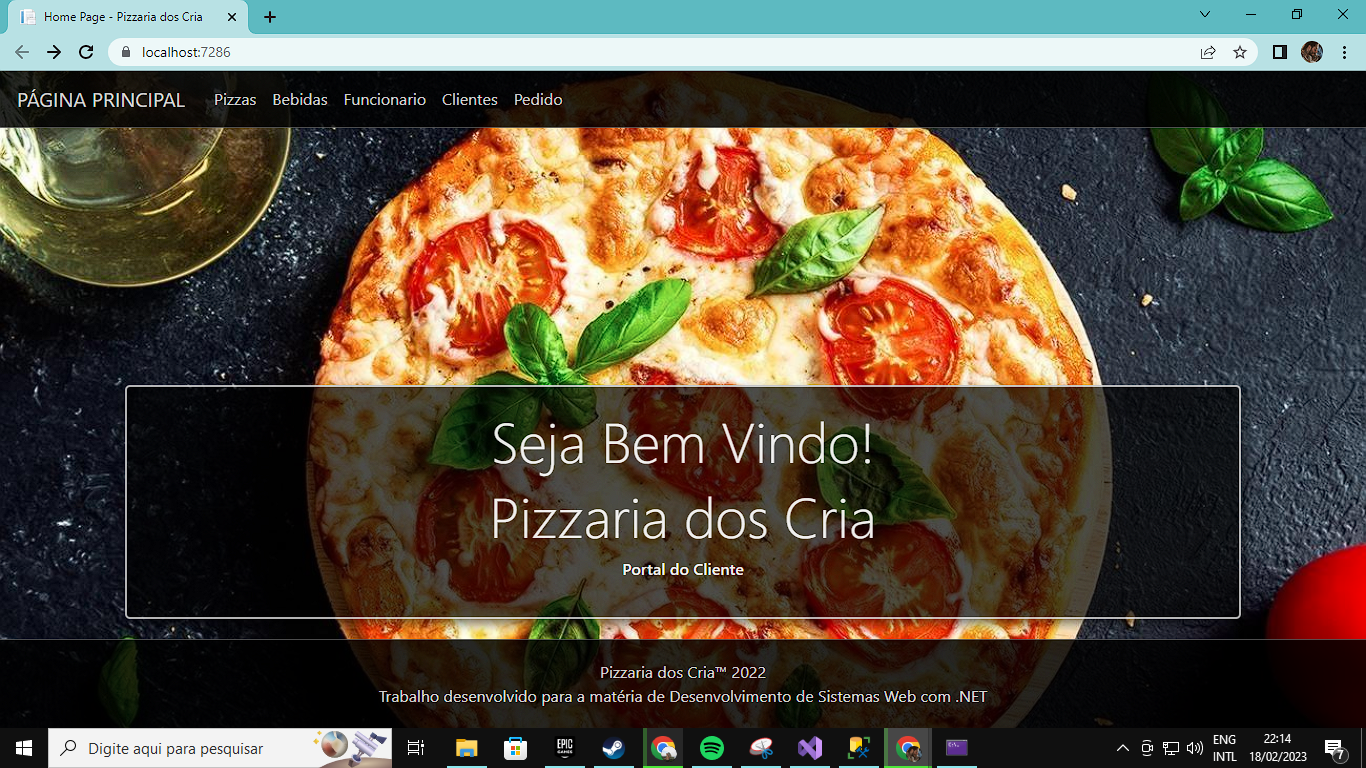 Home Page - Pizzaria dos Cria
localhost:7286
PÁGINA PRINCIPAL Pizzas Bebidas Funcionario Clientes Pedido
Seja Bem Vindo!
Pizzaria dos Cria
Portal do Cliente
Pizzaria dos Cria™ 2022
Trabalho desenvolvido para a matéria de Desenvolvimento de Sistemas Web com .NET
Digite aqui para pesquisar
EPIC
GAMES
ENG
INTL
22:14
18/02/2023
7